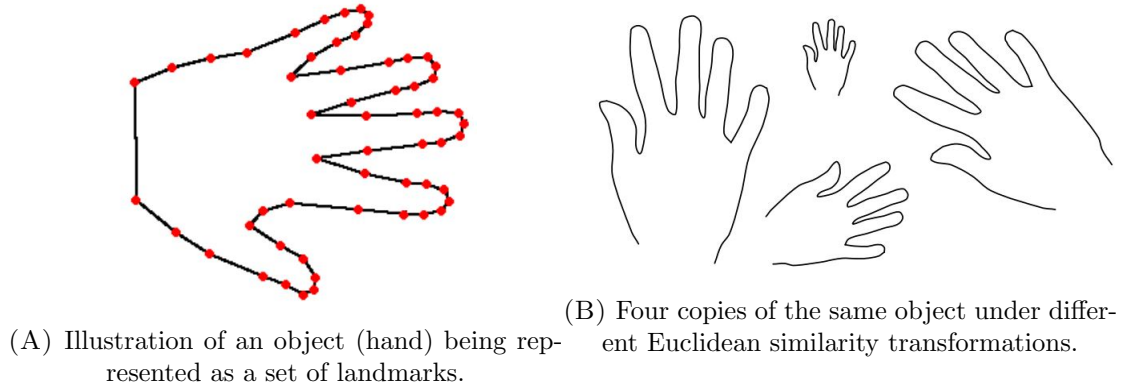 (A) Illustration of an object (hand) being rep-
resented as a set of landmarks.
(B) Four copies of the same object under differ-
ent Euclidean similarity transformations.